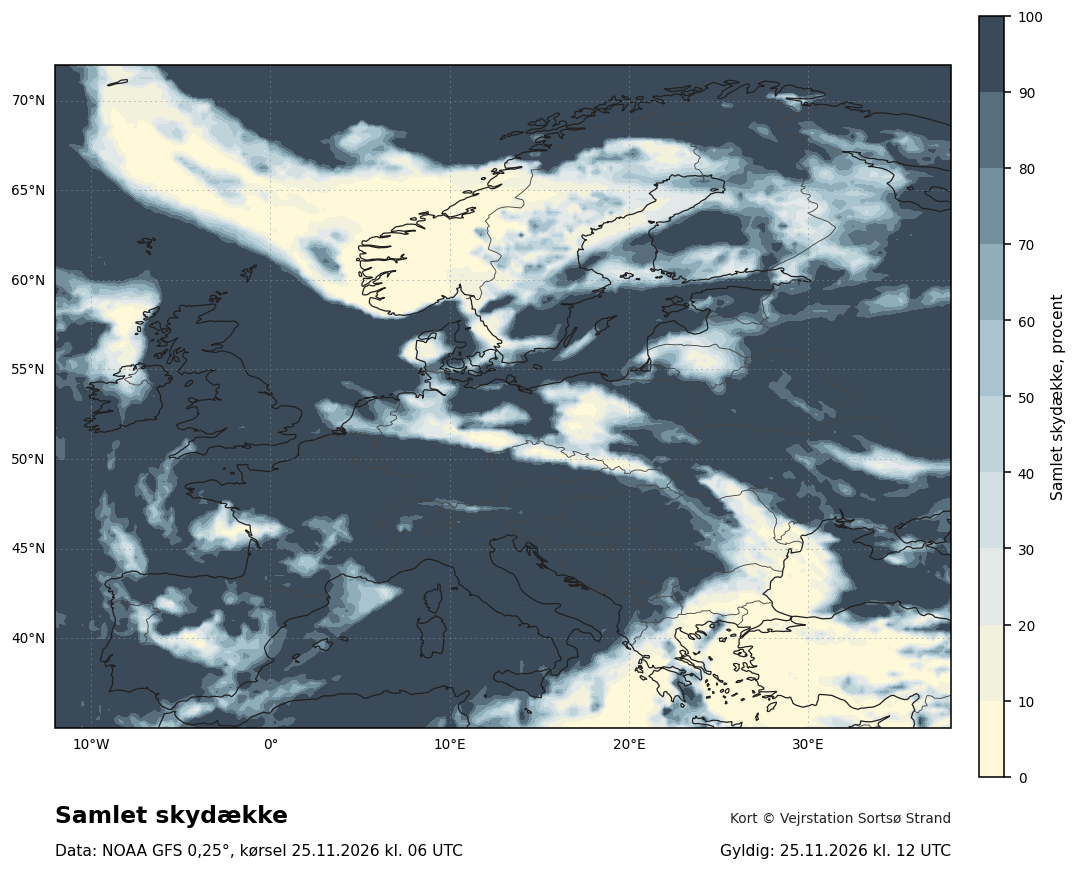 100
90
80
70
60
50
40
30
20
10
0
Samlet skydække, procent
70°N
65°N
60°N
55°N
50°N
45°N
40°N
10°W
0°
10°E
20°E
30°E
Samlet skydække
Kort © Vejrstation Sortsø Strand
Data: NOAA GFS 0,25°, kørsel 25.11.2026 kl. 06 UTC
Gyldig: 25.11.2026 kl. 12 UTC